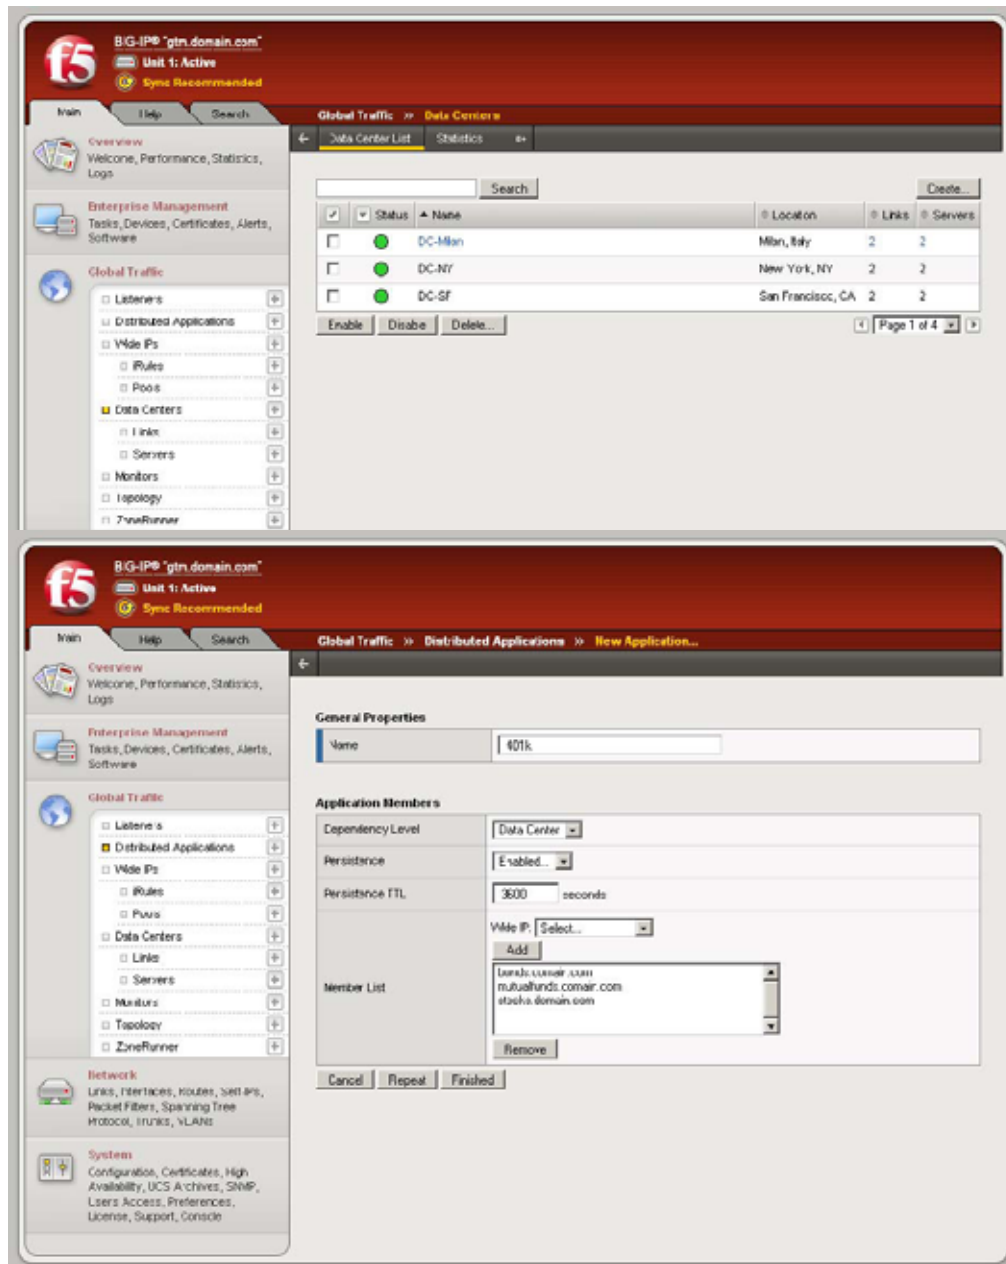 f5
BIG-IP® "gtm.domain.com"
Unit 1: Active
Sync Recommended
Main Help Search
Global Traffic » Data Centers
Data Center List Statistics
Overview
Welcome, Performance, Statistics,
Logs
Search Create...
Status Name Location Links Servers
DC-Milan Milan, Italy 2 2
DC-NY New York, NY 2 2
DC-SF San Francisco, CA 2 2
Enable Disable Delete... Page 1 of 4
Enterprise Management
Tasks, Devices, Certificates, Alerts,
Software
Global Traffic
Listeners
Distributed Applications
Wide IPs
iRules
Pools
Data Centers
Links
Servers
Monitors
Topology
ZoneRunner
f5
BIG-IP® "gtm.domain.com"
Unit 1: Active
Sync Recommended
Main Help Search
Global Traffic » Distributed Applications » New Application...
Overview
Welcome, Performance, Statistics,
Logs
Enterprise Management
Tasks, Devices, Certificates, Alerts,
Software
Global Traffic
Listeners
Distributed Applications
Wide IPs
iRules
Pools
Data Centers
Links
Servers
Monitors
Topology
ZoneRunner
Network
Links, Interfaces, Routes, Self IPs,
Packet Filters, Spanning Tree
Protocol, Trunks, VLANs
System
Configuration, Certificates, High
Availability, UCS Archives, SNMP,
Users Access, Preferences,
License, Support, Console
General Properties
Name 401k
Application Members
Dependency Level Data Center
Persistence Enabled...
Persistence TTL 3600 seconds
Wide IP: Select...
Add
Member List
mutualfunds.comair.com
stocks.domain.com
Remove
Cancel Repeat Finished